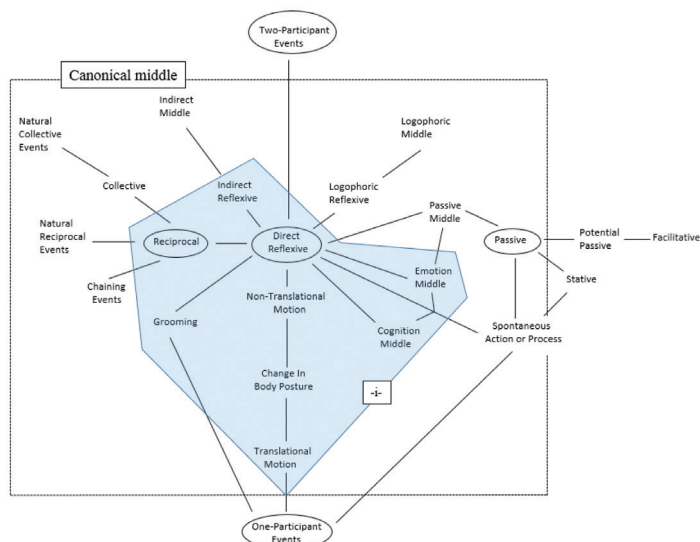 Two-Participant
Events
Canonical middle
Indirect
Middle
Natural
Collective
Events
Logophoric
Middle
Collective
Indirect
Reflexive
Logophoric
Reflexive
Passive
Middle
Natural
Reciprocal
Events
Reciprocal
Direct
Reflexive
Passive
Potential
Passive
Facilitative
Chaining
Events
Non-Translational
Motion
Emotion
Middle
Stative
Grooming
Cognition
Middle
Spontaneous
Action or Process
Change In
Body Posture
-i-
Translational
Motion
One-Participant
Events